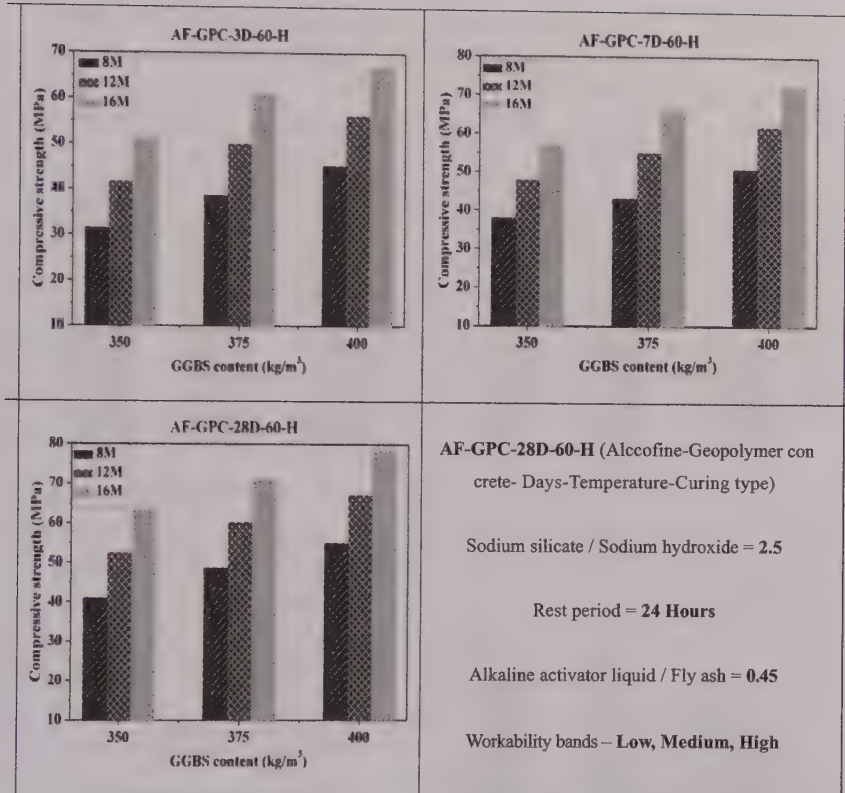 AF-GPC-3D-60-H
70
60
50
30
20
8M
12M
16M
Compressive strength (MPa)
350
375
400
GGBS content (kg/m³)
AF-GPC-7D-60-H
80
70
60
50
40
30
20
10
8M
12M
16M
Compressive strength (MPa)
350
375
400
GGBS content (kg/m³)
AF-GPC-28D-60-H
80
70
60
50
40
30
20
10
8M
12M
16M
Compressive strength (MPa)
350
375
400
GGBS content (kg/m³)
AF-GPC-28D-60-H (Alccofine-Geopolymer con
crete- Days-Temperature-Curing type)
Sodium silicate / Sodium hydroxide = 2.5
Rest period = 24 Hours
Alkaline activator liquid / Fly ash = 0.45
Workability bands – Low, Medium, High